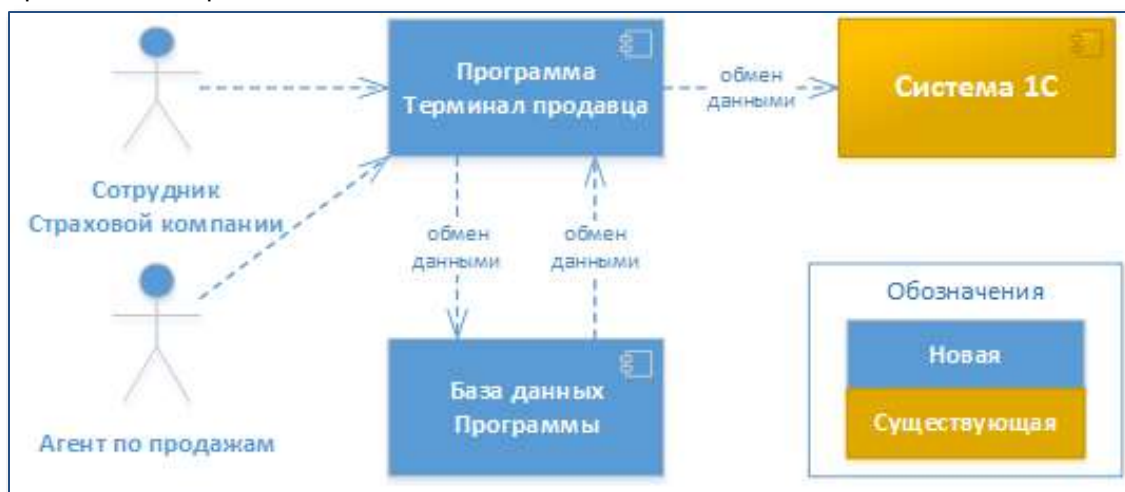 Программа
Терминал продавца
обмен
данными
Система 1С
Сотрудник
Страховой компании
обмен
данными
обмен
данными
Обозначения
Новая
Существующая
База данных
Программы
Агент по продажам